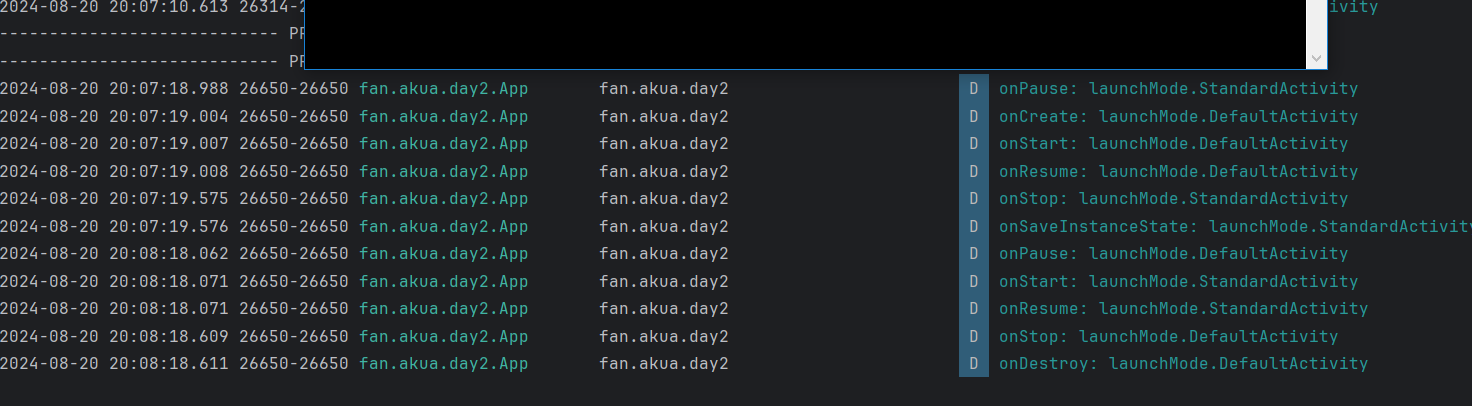 2024-08-20 20:07:10.613 26314-2 ivity
---------------------------- PR
---------------------------- PR
2024-08-20 20:07:18.988 26650-26650 fan.akua.day2.App fan.akua.day2 D onPause: launchMode.StandardActivity
2024-08-20 20:07:19.004 26650-26650 fan.akua.day2.App fan.akua.day2 D onCreate: launchMode.DefaultActivity
2024-08-20 20:07:19.007 26650-26650 fan.akua.day2.App fan.akua.day2 D onStart: launchMode.DefaultActivity
2024-08-20 20:07:19.008 26650-26650 fan.akua.day2.App fan.akua.day2 D onResume: launchMode.DefaultActivity
2024-08-20 20:07:19.575 26650-26650 fan.akua.day2.App fan.akua.day2 D onStop: launchMode.StandardActivity
2024-08-20 20:07:19.576 26650-26650 fan.akua.day2.App fan.akua.day2 D onSaveInstanceState: launchMode.StandardActivity
2024-08-20 20:08:18.062 26650-26650 fan.akua.day2.App fan.akua.day2 D onPause: launchMode.DefaultActivity
2024-08-20 20:08:18.071 26650-26650 fan.akua.day2.App fan.akua.day2 D onStart: launchMode.StandardActivity
2024-08-20 20:08:18.071 26650-26650 fan.akua.day2.App fan.akua.day2 D onResume: launchMode.StandardActivity
2024-08-20 20:08:18.609 26650-26650 fan.akua.day2.App fan.akua.day2 D onStop: launchMode.DefaultActivity
2024-08-20 20:08:18.611 26650-26650 fan.akua.day2.App fan.akua.day2 D onDestroy: launchMode.DefaultActivity